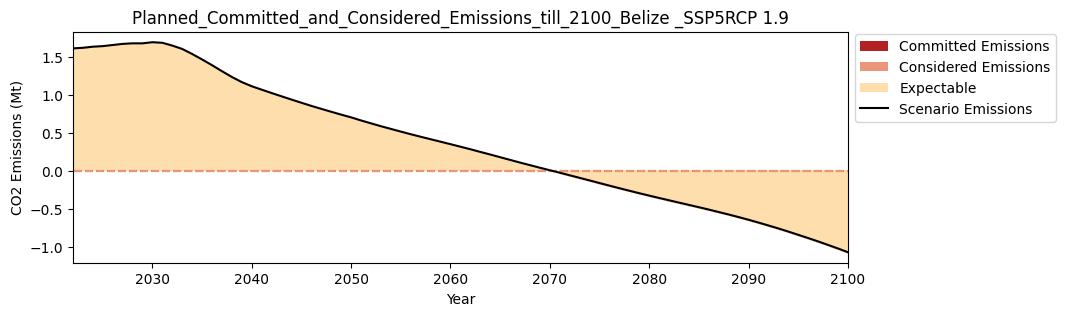 Planned_Committed_and_Considered_Emissions_till_2100_Belize _SSP5RCP 1.9
Committed Emissions
Considered Emissions
Expectable
Scenario Emissions
CO2 Emissions (Mt)
1.5
1.0
0.5
0.0
−0.5
−1.0
2030 2040 2050 2060 2070 2080 2090 2100
Year